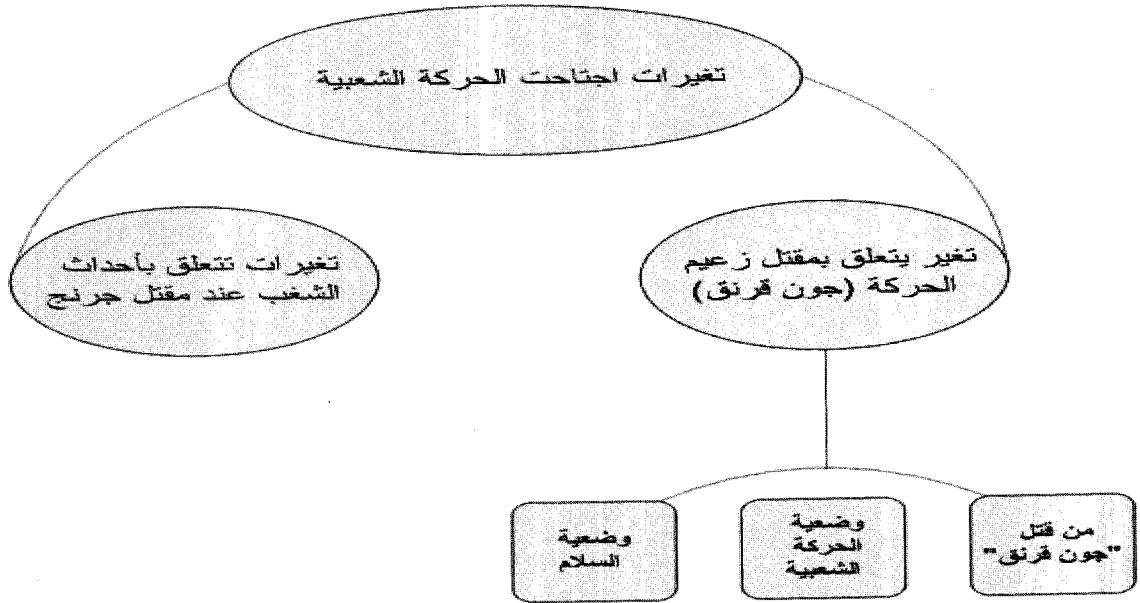 تغيرات اجتاحت الحركة الشعبية
تغير يتعلق بمقتل زعيم
الحركة (جون قرنق)
تغيرات تتعلق بأحداث
الشغب عند مقتل جرنج
من قتل
"جون قرنق"
وضعية
الحركة
الشعبية
وضعية
السلام